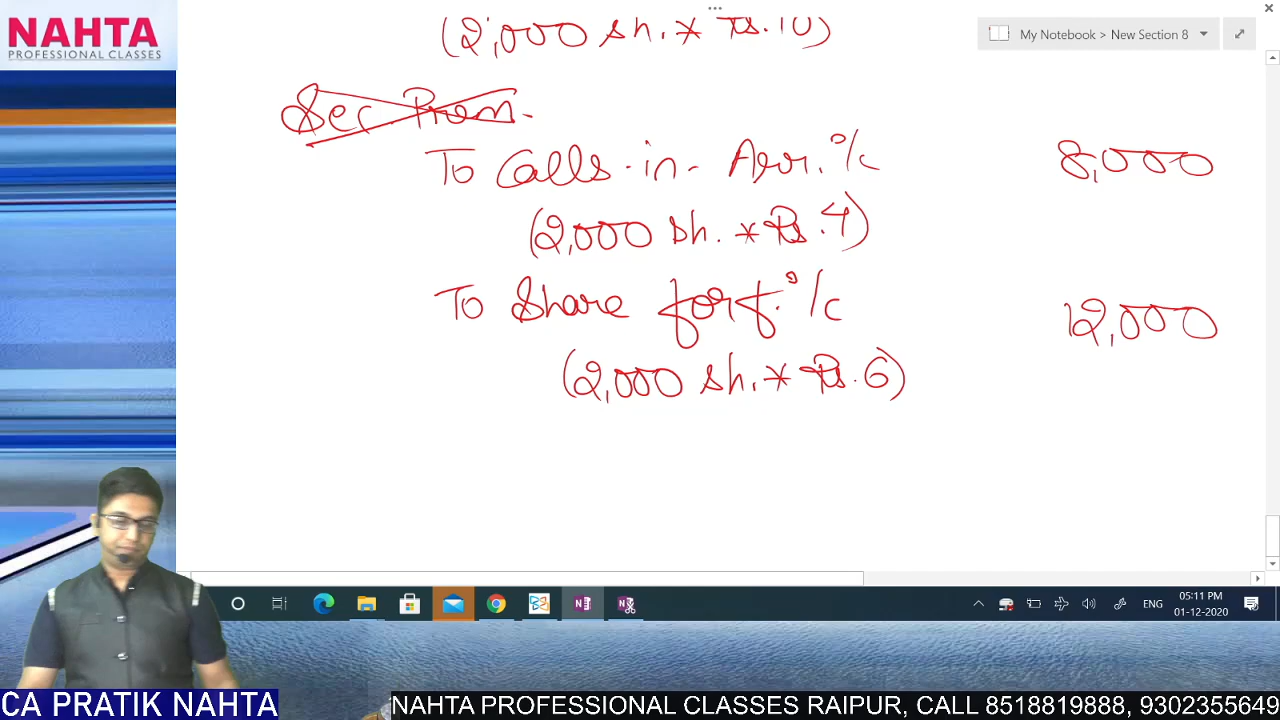 NAHTA
PROFESSIONAL CLASSES
My Notebook > New Section 8
(2,000 sh. * Rs. 10)
Sec. Prem.
To Calls-in-Arr. a/c 8,000
(2,000 sh. * Rs. 4)
To Share forf. a/c 12,000
(2,000 sh. * Rs. 6)
ENG
05:11 PM
01-12-2020
CA PRATIK NAHTA
NAHTA PROFESSIONAL CLASSES RAIPUR, CALL 8518819888, 9302355649